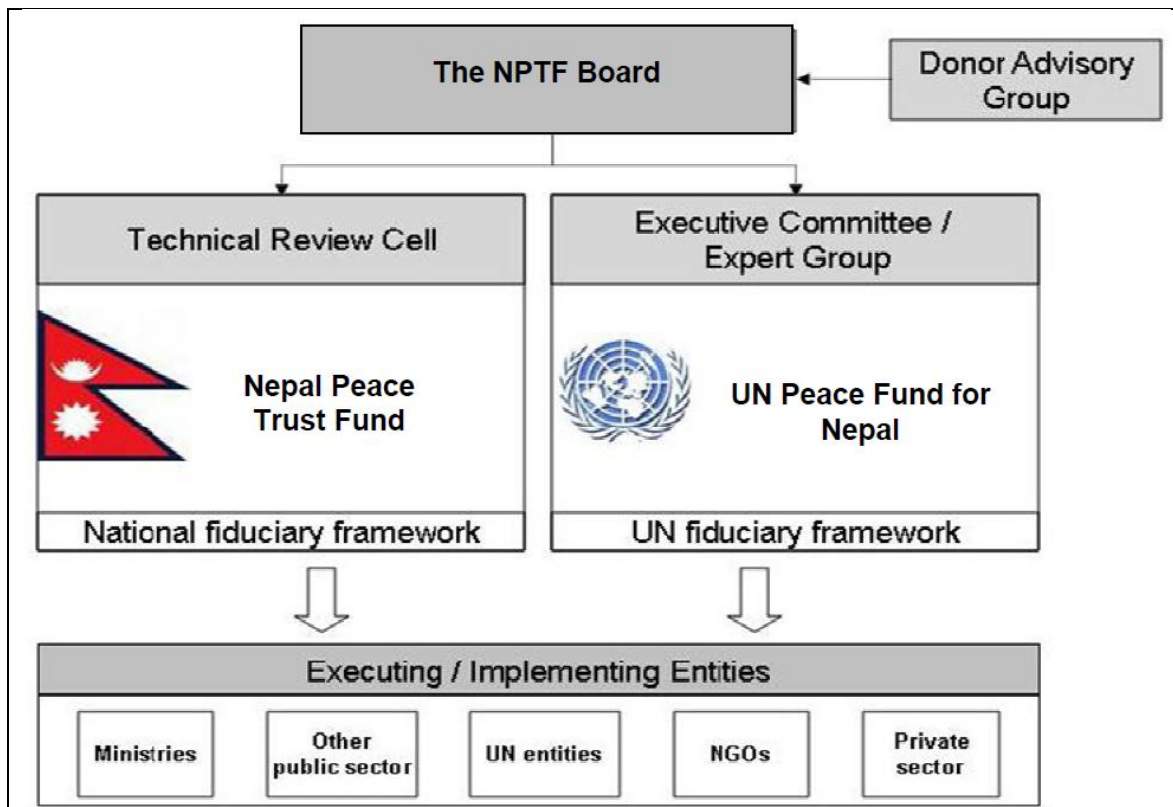 The NPTF Board
Donor Advisory
Group
Technical Review Cell
Executive Committee /
Expert Group
Nepal Peace
Trust Fund
UN Peace Fund for
Nepal
National fiduciary framework
UN fiduciary framework
Executing / Implementing Entities
Ministries
Other
public sector
UN entities
NGOs
Private
sector